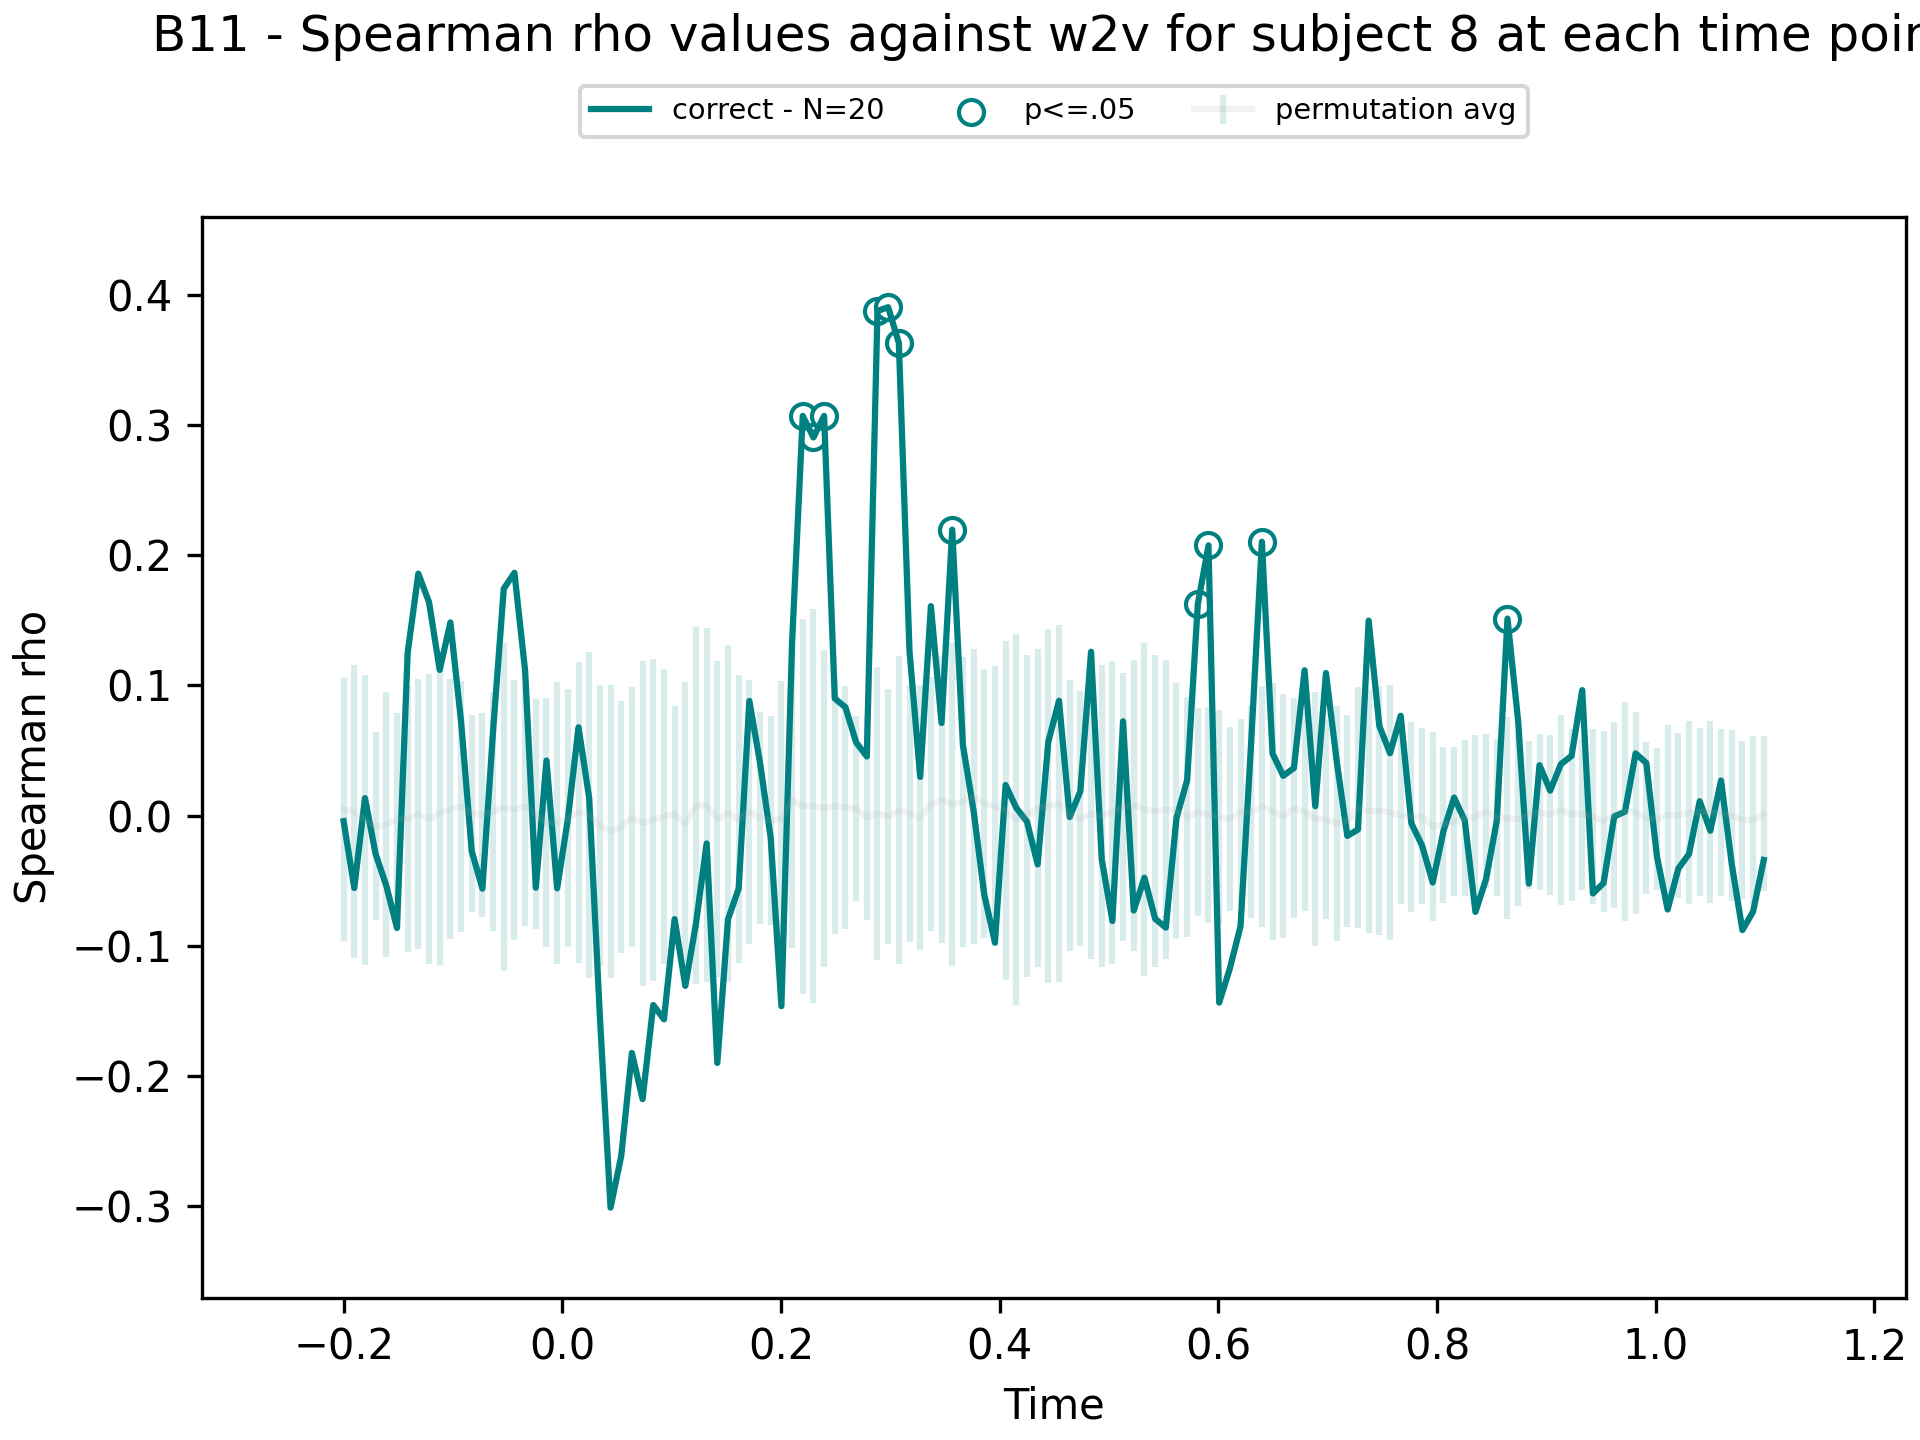 B11 - Spearman rho values against w2v for subject 8 at each time poin
correct - N=20 p<=.05 permutation avg
0.4
0.3
0.2
0.1
0.0
−0.1
−0.2
−0.3
Spearman rho
−0.2 0.0 0.2 0.4 0.6 0.8 1.0 1.2
Time